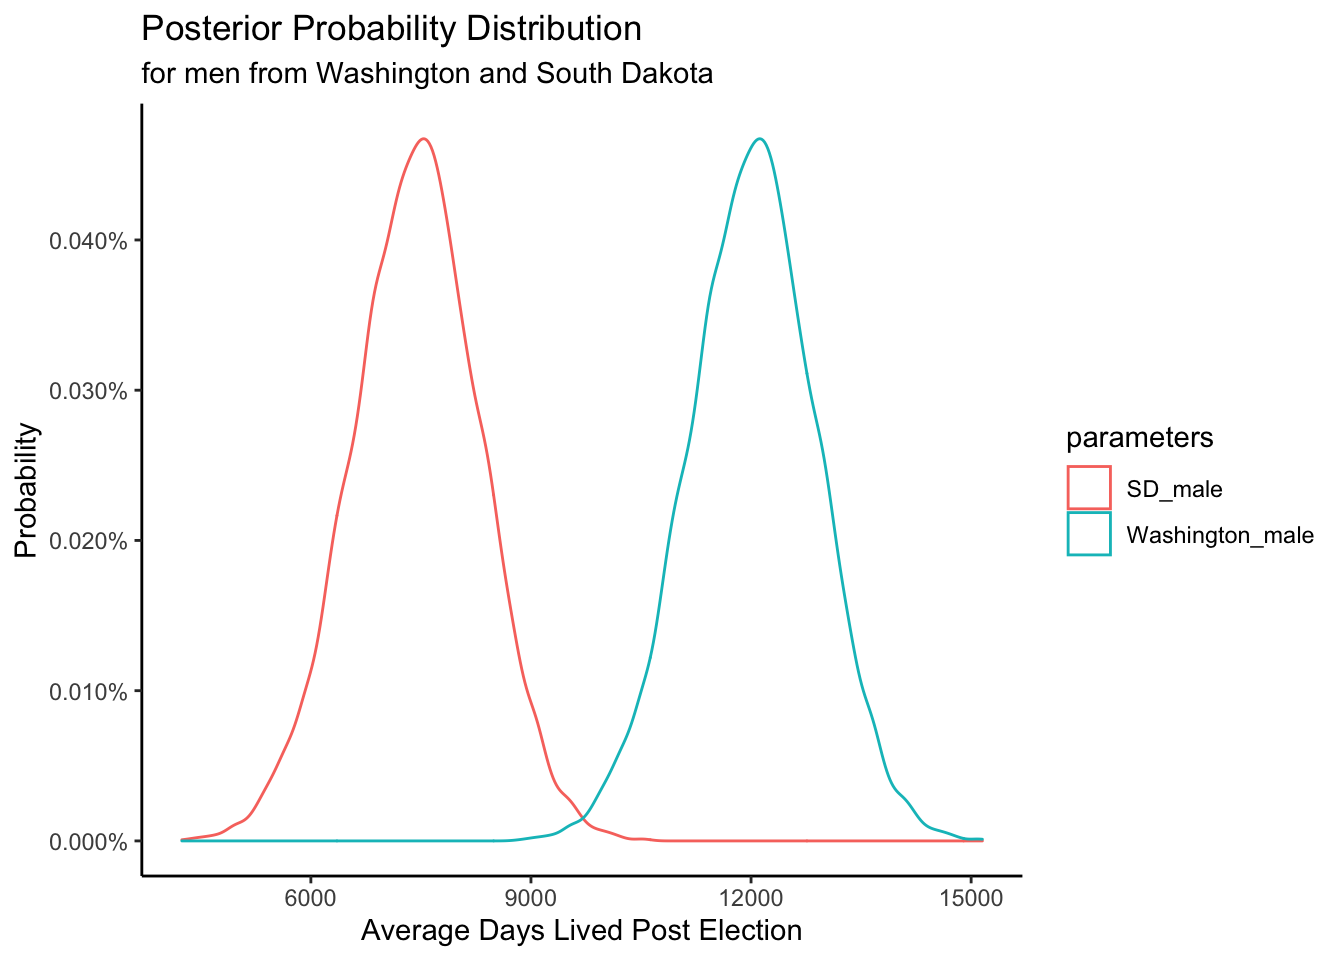 Posterior Probability Distribution
for men from Washington and South Dakota
Probability
0.040%
0.030%
0.020%
0.010%
0.000%
6000
9000
12000
15000
Average Days Lived Post Election
parameters
SD_male
Washington_male